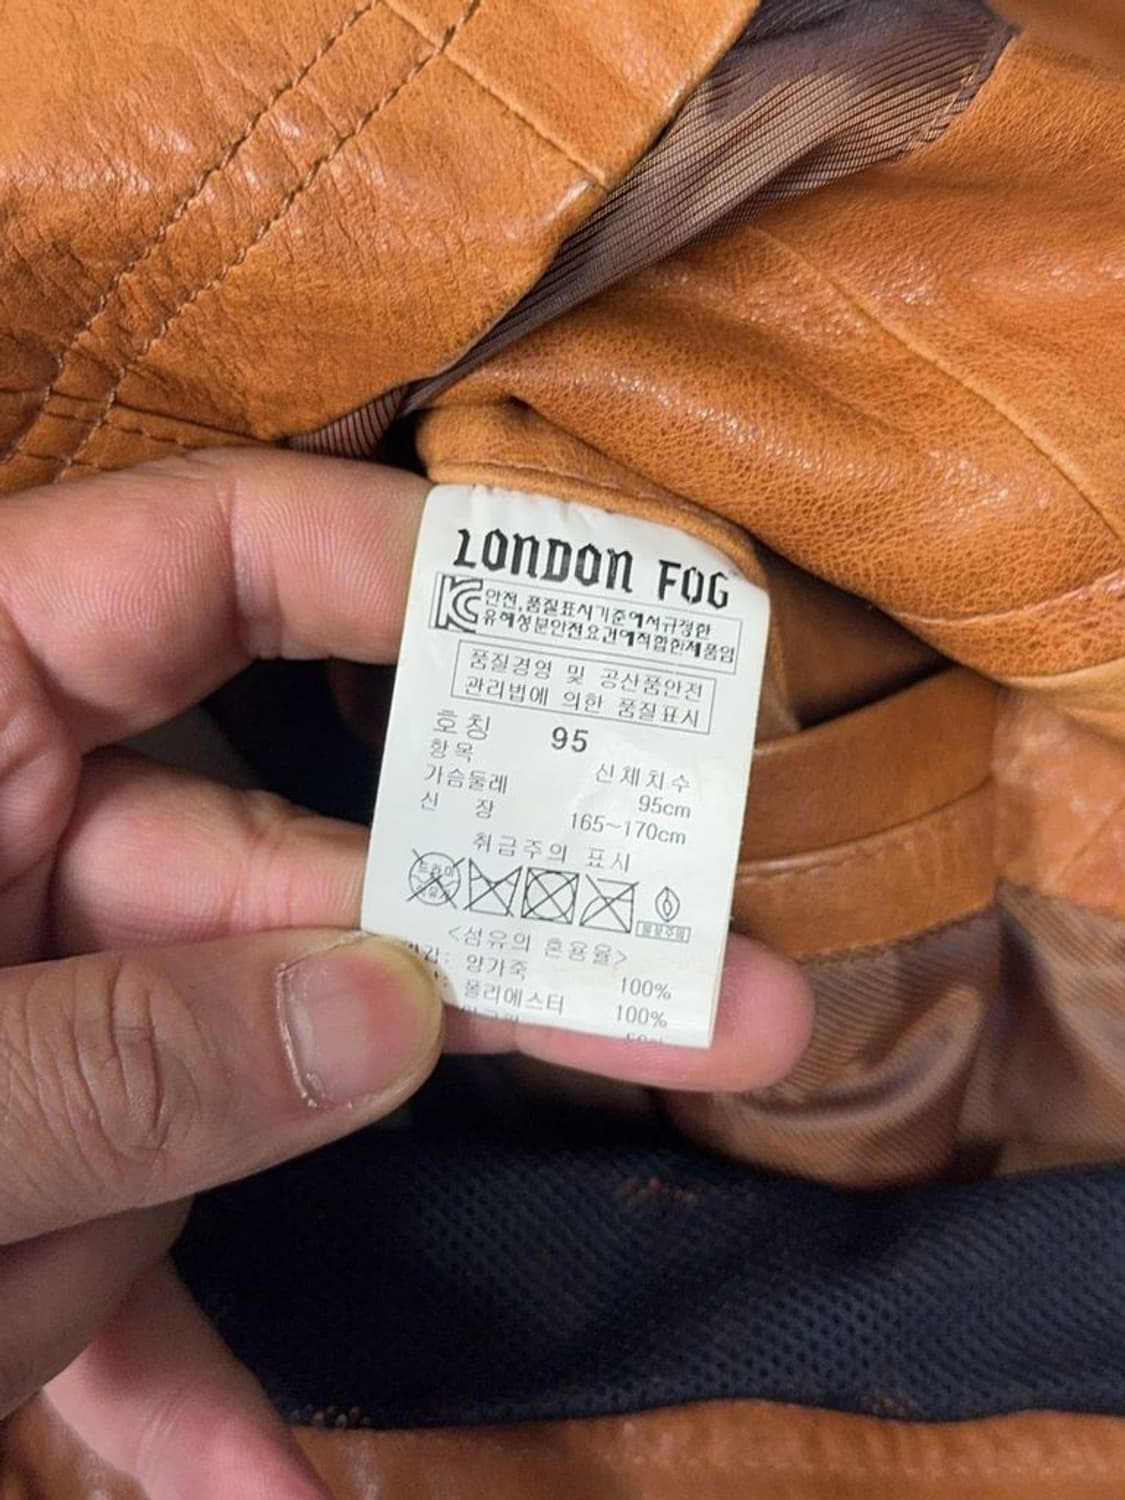 LONDON FOG
KC 안전,품질표시기준에서규정한
유해성분안전요건에적합한제품임
품질경영 및 공산품안전
관리법에 의한 품질표시
호칭 95
항목 신체치수
가슴둘레 95cm
신 장 165~170cm
취급주의 표시
드라이
<섬유의 혼용율>
양가죽 100%
폴리에스터 100%